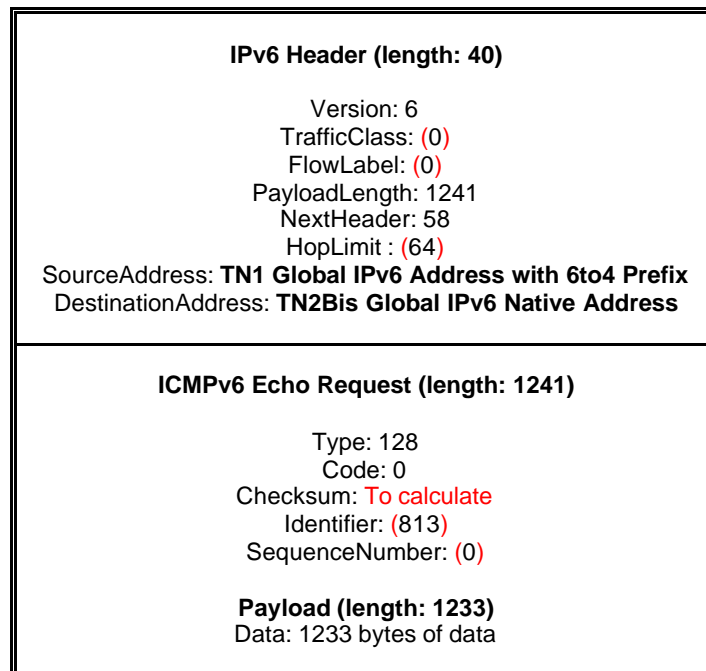 IPv6 Header (length: 40)
Version: 6
TrafficClass: (0)
FlowLabel: (0)
PayloadLength: 1241
NextHeader: 58
HopLimit : (64)
SourceAddress: TN1 Global IPv6 Address with 6to4 Prefix
DestinationAddress: TN2Bis Global IPv6 Native Address
ICMPv6 Echo Request (length: 1241)
Type: 128
Code: 0
Checksum: To calculate
Identifier: (813)
SequenceNumber: (0)
Payload (length: 1233)
Data: 1233 bytes of data